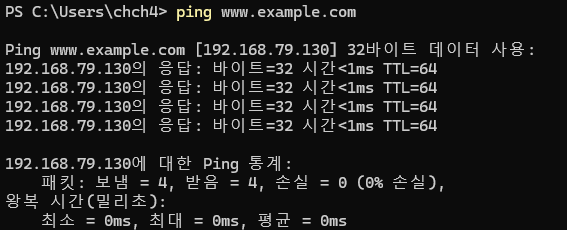 PS C:\Users\chch4> ping www.example.com
Ping www.example.com [192.168.79.130] 32바이트 데이터 사용:
192.168.79.130의 응답: 바이트=32 시간<1ms TTL=64
192.168.79.130의 응답: 바이트=32 시간<1ms TTL=64
192.168.79.130의 응답: 바이트=32 시간<1ms TTL=64
192.168.79.130의 응답: 바이트=32 시간<1ms TTL=64
192.168.79.130에 대한 Ping 통계:
패킷: 보냄 = 4, 받음 = 4, 손실 = 0 (0% 손실),
왕복 시간(밀리초):
최소 = 0ms, 최대 = 0ms, 평균 = 0ms